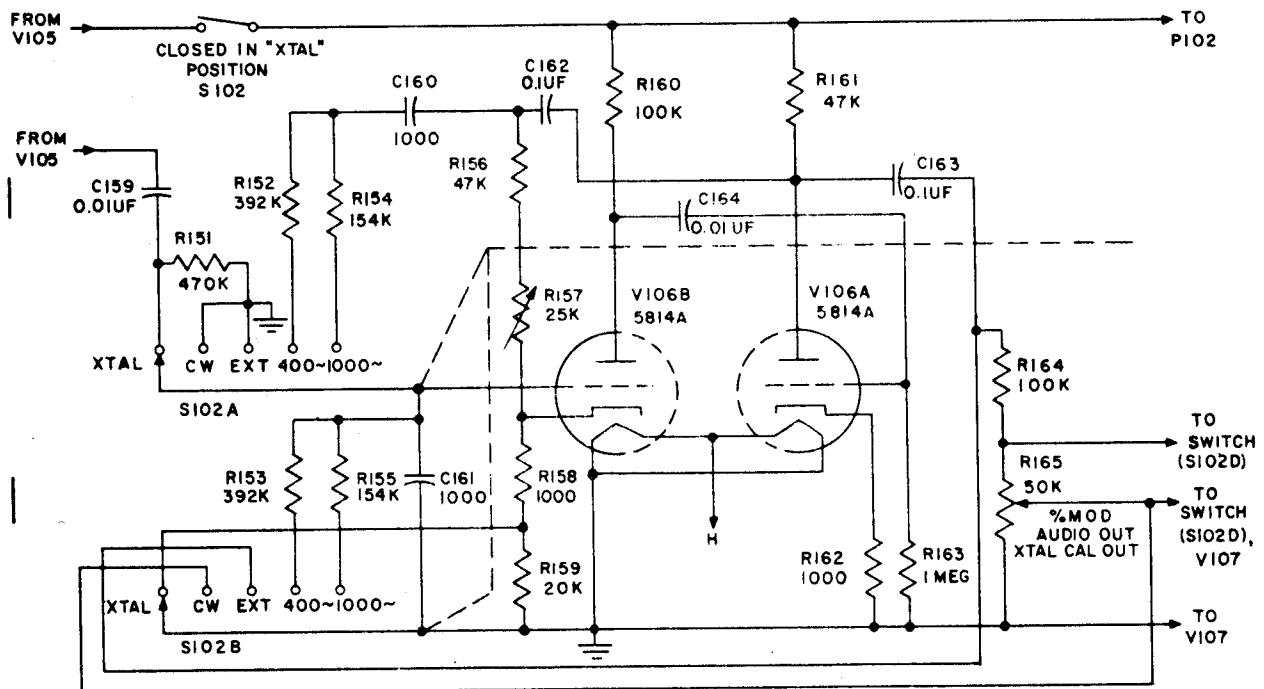 FROM
V105
CLOSED IN "XTAL"
POSITION
S102
TO
P102
C160
1000
C162
0.1UF
R160
100K
R161
47K
FROM
V105
C159
0.01UF
R152
392K
R154
154K
R156
47K
C163
0.1UF
C164
0.01UF
R151
470K
R157
25K
V106B
5814A
V106A
5814A
XTAL CW EXT 400~1000~
S102A
R164
100K
TO
SWITCH
(S102D)
R153
392K
R155
154K
C161
1000
R158
1000
R165
50K
%MOD
AUDIO OUT
XTAL CAL OUT
TO
SWITCH
(S102D),
V107
H
R159
20K
R162
1000
R163
1MEG
XTAL CW EXT 400~1000~
S102B
TO
V107